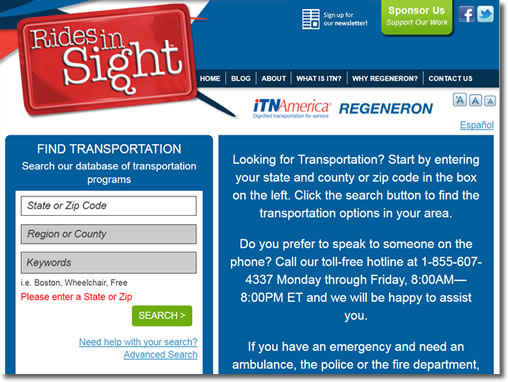 Rides in
Sight
Sign up for
our newsletter!
Sponsor Us
Support Our Work
HOME BLOG ABOUT WHAT IS ITN? WHY REGENERON? CONTACT US
iTNAmerica®
Dignified transportation for seniors
REGENERON
A A A
Español
FIND TRANSPORTATION
Search our database of transportation
programs
State or Zip Code
Region or County
Keywords
i.e. Boston, Wheelchair, Free
Please enter a State or Zip
SEARCH >
Need help with your search?
Advanced Search
Looking for Transportation? Start by entering
your state and county or zip code in the box
on the left. Click the search button to find the
transportation options in your area.
Do you prefer to speak to someone on the
phone? Call our toll-free hotline at 1-855-607-
4337 Monday through Friday, 8:00AM—
8:00PM ET and we will be happy to assist
you.
If you have an emergency and need an
ambulance, the police or the fire department,